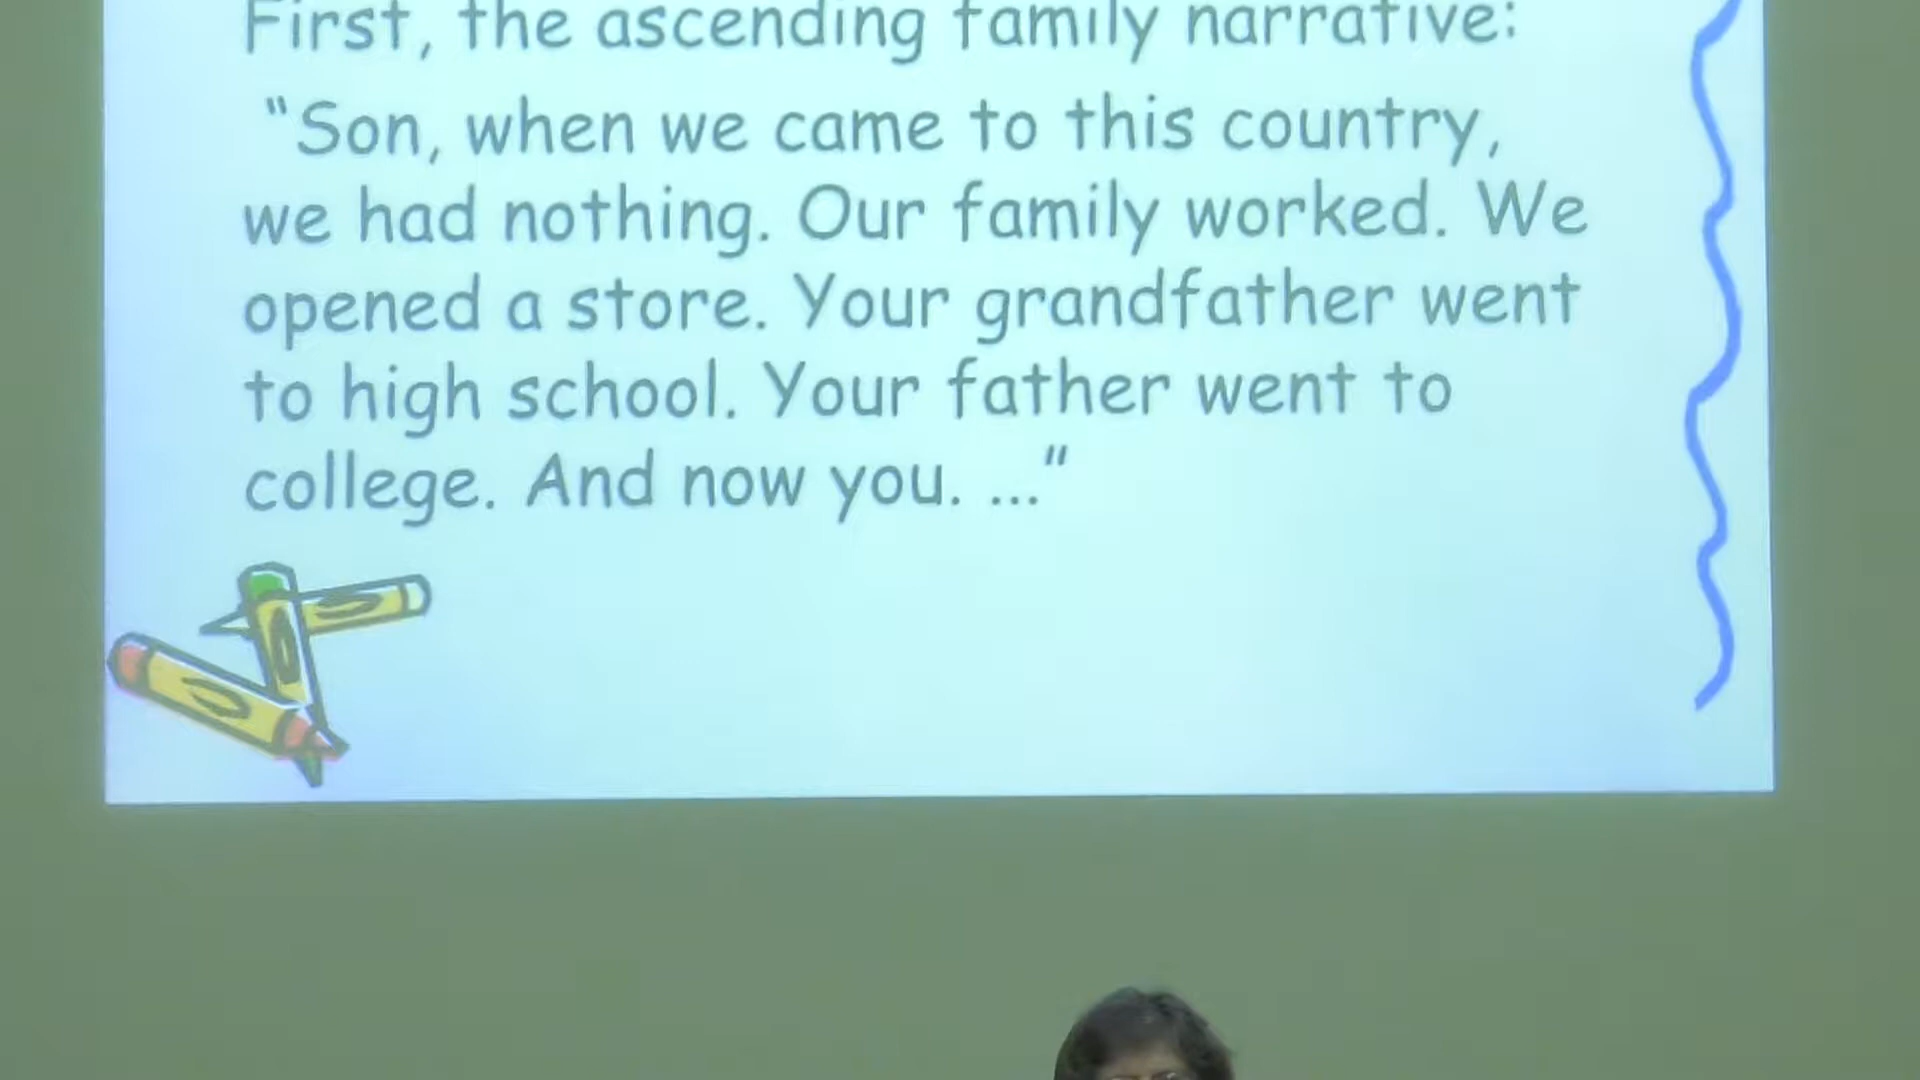 First, the ascending family narrative:
"Son, when we came to this country,
we had nothing. Our family worked. We
opened a store. Your grandfather went
to high school. Your father went to
college. And now you. ..."